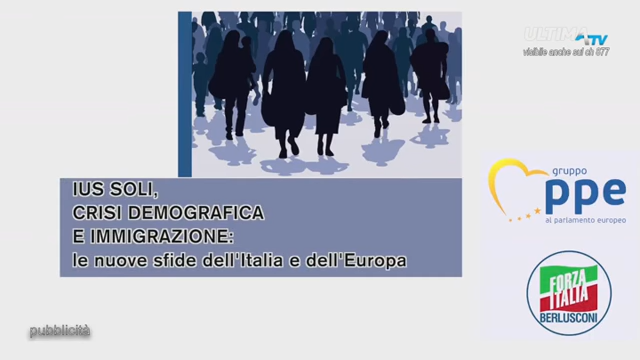 ULTIMA TV
visibile anche sul ch 877
IUS SOLI,
CRISI DEMOGRAFICA
E IMMIGRAZIONE:
le nuove sfide dell'Italia e dell'Europa
gruppo
ppe
al parlamento europeo
FORZA
ITALIA
BERLUSCONI
pubblicità